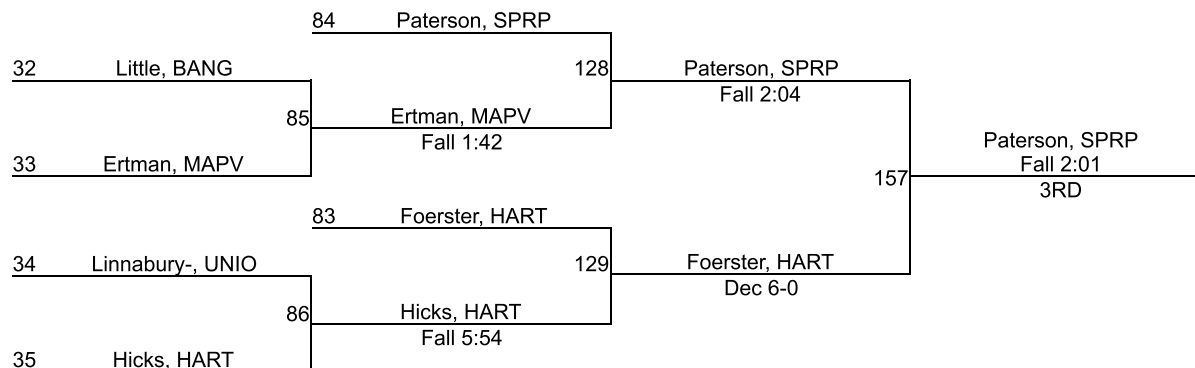 84 Paterson, SPRP
32 Little, BANG
128 Paterson, SPRP
Fall 2:04
85 Ertman, MAPV
Fall 1:42
33 Ertman, MAPV
Paterson, SPRP
157 Fall 2:01
3RD
83 Foerster, HART
34 Linnabury-, UNIO
129 Foerster, HART
Dec 6-0
86 Hicks, HART
Fall 5:54
35 Hicks, HART